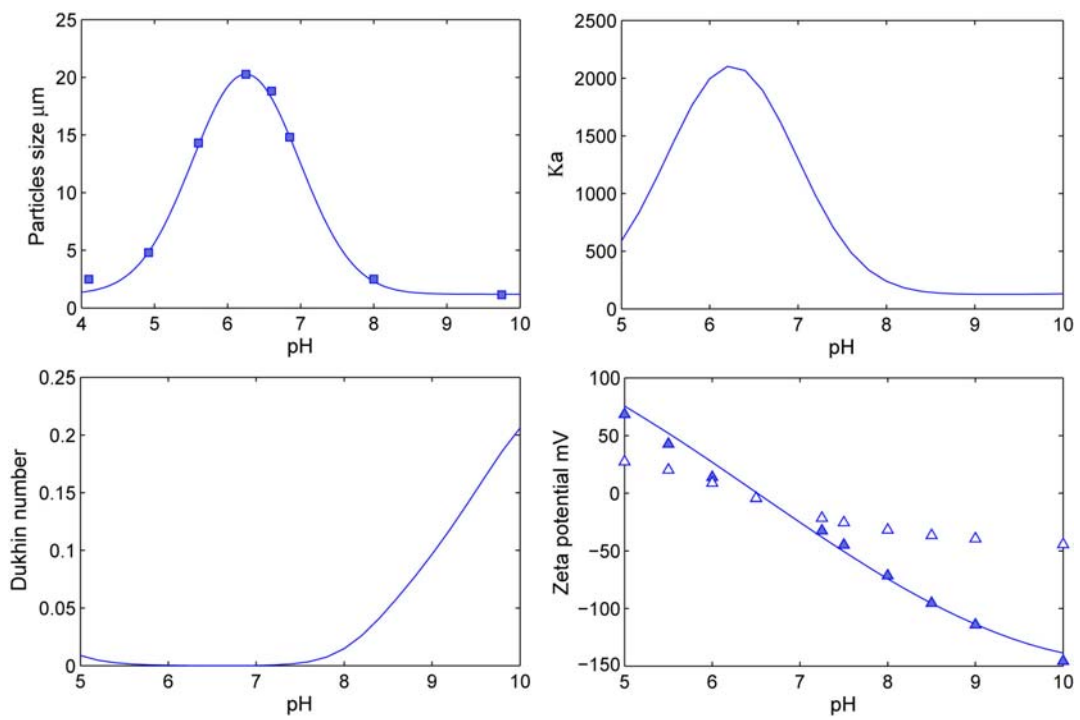 25
20
15
10
5
0
Particles size μm
4 5 6 7 8 9 10
pH
2500
2000
1500
1000
500
0
Ka
5 6 7 8 9 10
pH
0.25
0.2
0.15
0.1
0.05
0
Dukhin number
5 6 7 8 9 10
pH
100
50
0
−50
−100
−150
Zeta potential mV
5 6 7 8 9 10
pH